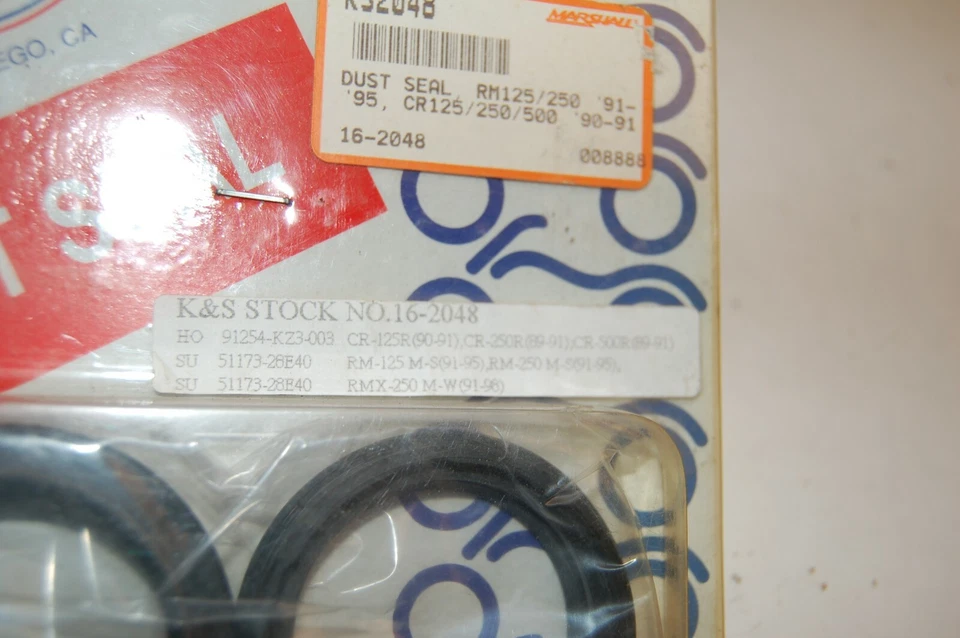 KS2048
MARSHALL
DUST SEAL, RM125/250 '91-
'95, CR125/250/500 '90-91
16-2048
008888
EGO, CA
T SEAL
K&S STOCK NO.16-2048
HO 91254-KZ3-003 CR-125R(90-91),CR-250R(89-91),CR-500R(89-91)
SU 51173-28E40 RM-125 M-S(91-95),RM-250 M-S(91-95),
SU 51173-28E40 RMX-250 M-W(91-98)